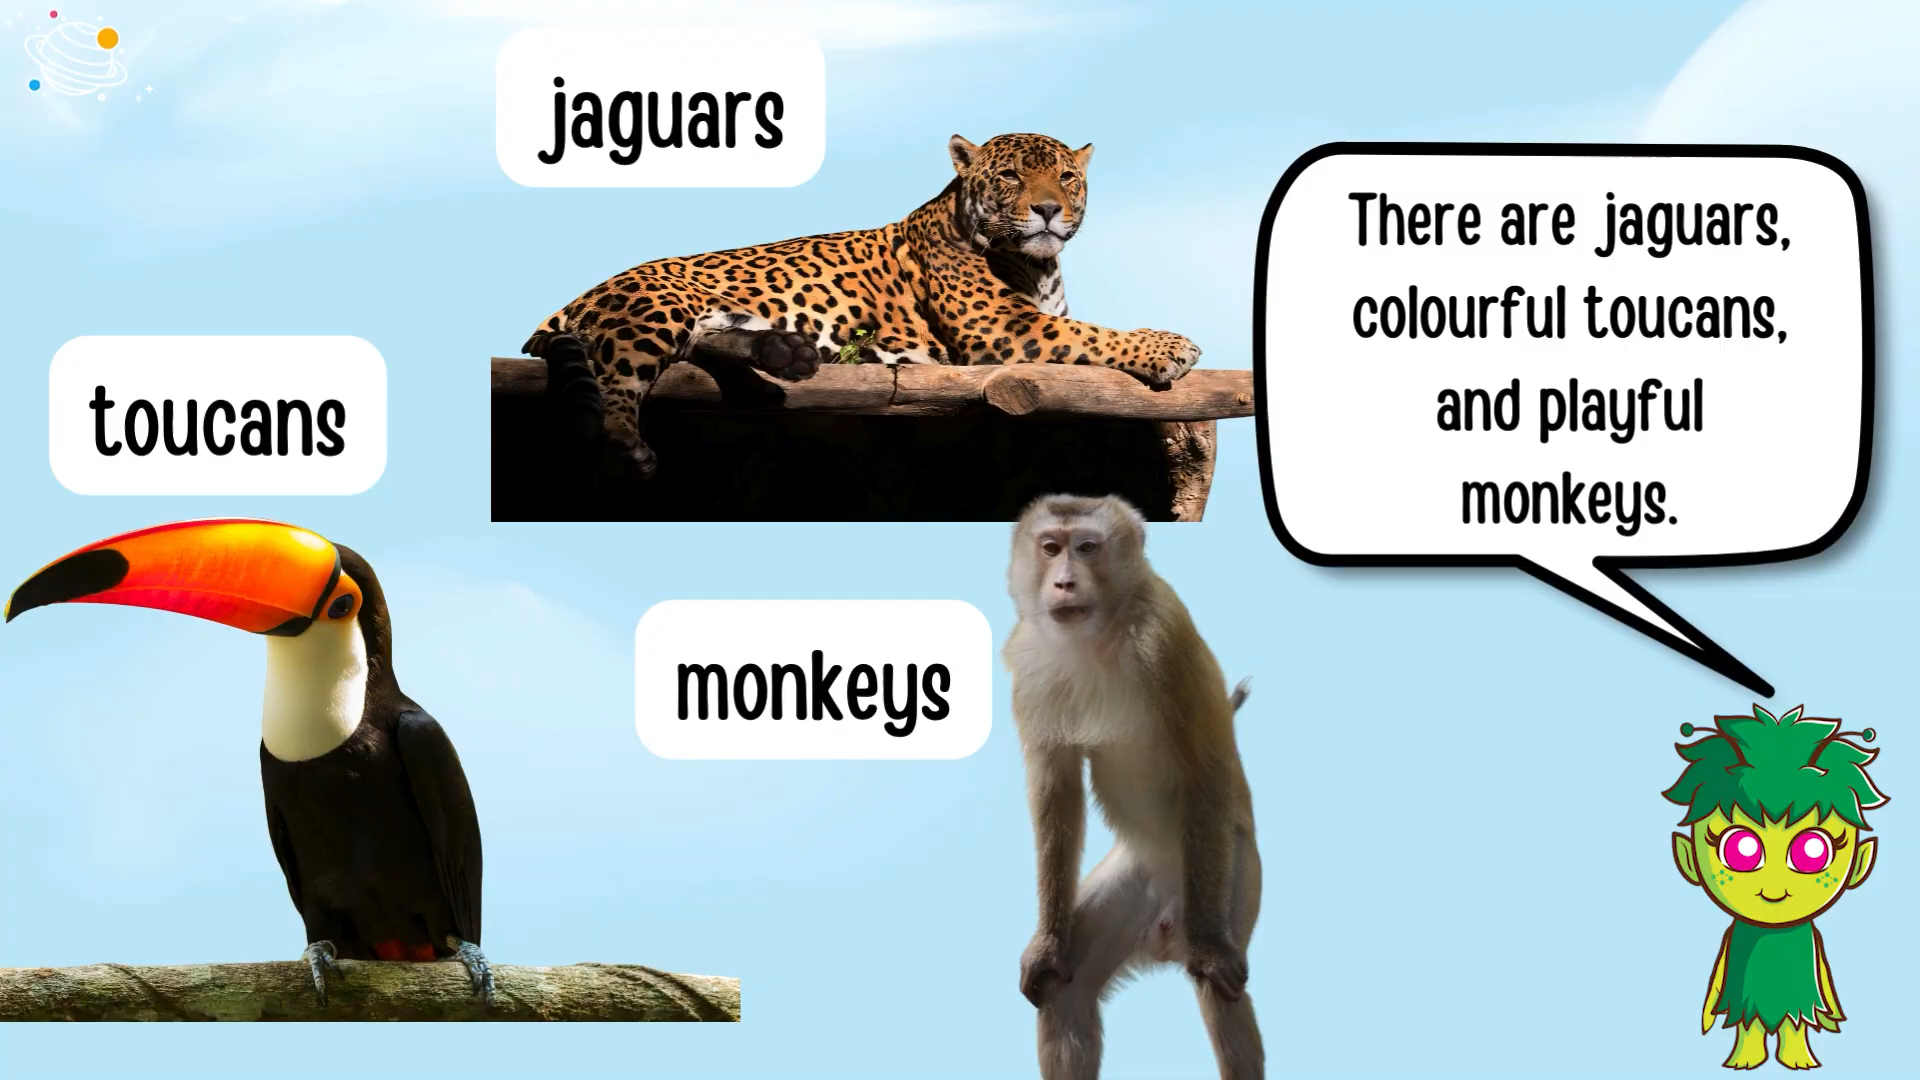 jaguars
There are jaguars,
colourful toucans,
and playful
monkeys.
toucans
monkeys